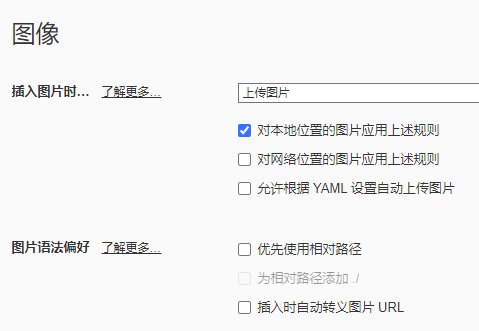 图像
插入图片时... 了解更多... 上传图片
对本地位置的图片应用上述规则
对网络位置的图片应用上述规则
允许根据 YAML 设置自动上传图片
图片语法偏好 了解更多... 优先使用相对路径
为相对路径添加 ./
插入时自动转义图片 URL